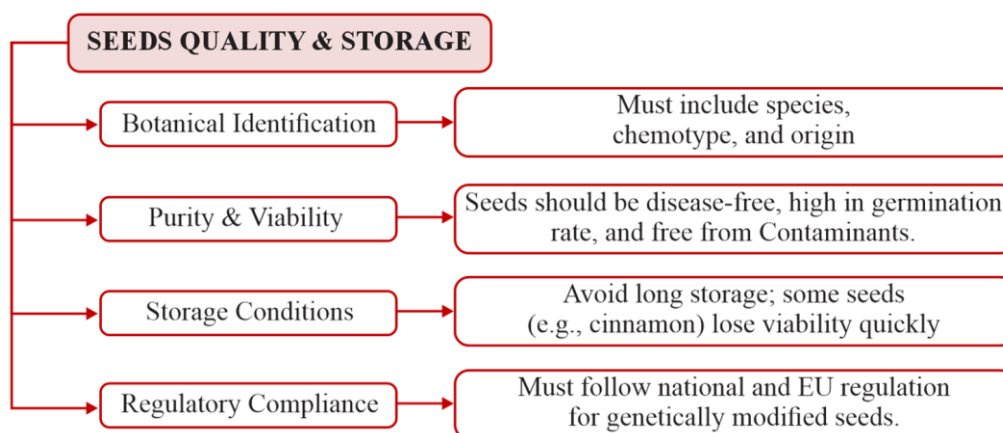 SEEDS QUALITY & STORAGE
Botanical Identification
Must include species,
chemotype, and origin
Purity & Viability
Seeds should be disease-free, high in germination
rate, and free from Contaminants.
Storage Conditions
Avoid long storage; some seeds
(e.g., cinnamon) lose viability quickly
Regulatory Compliance
Must follow national and EU regulation
for genetically modified seeds.